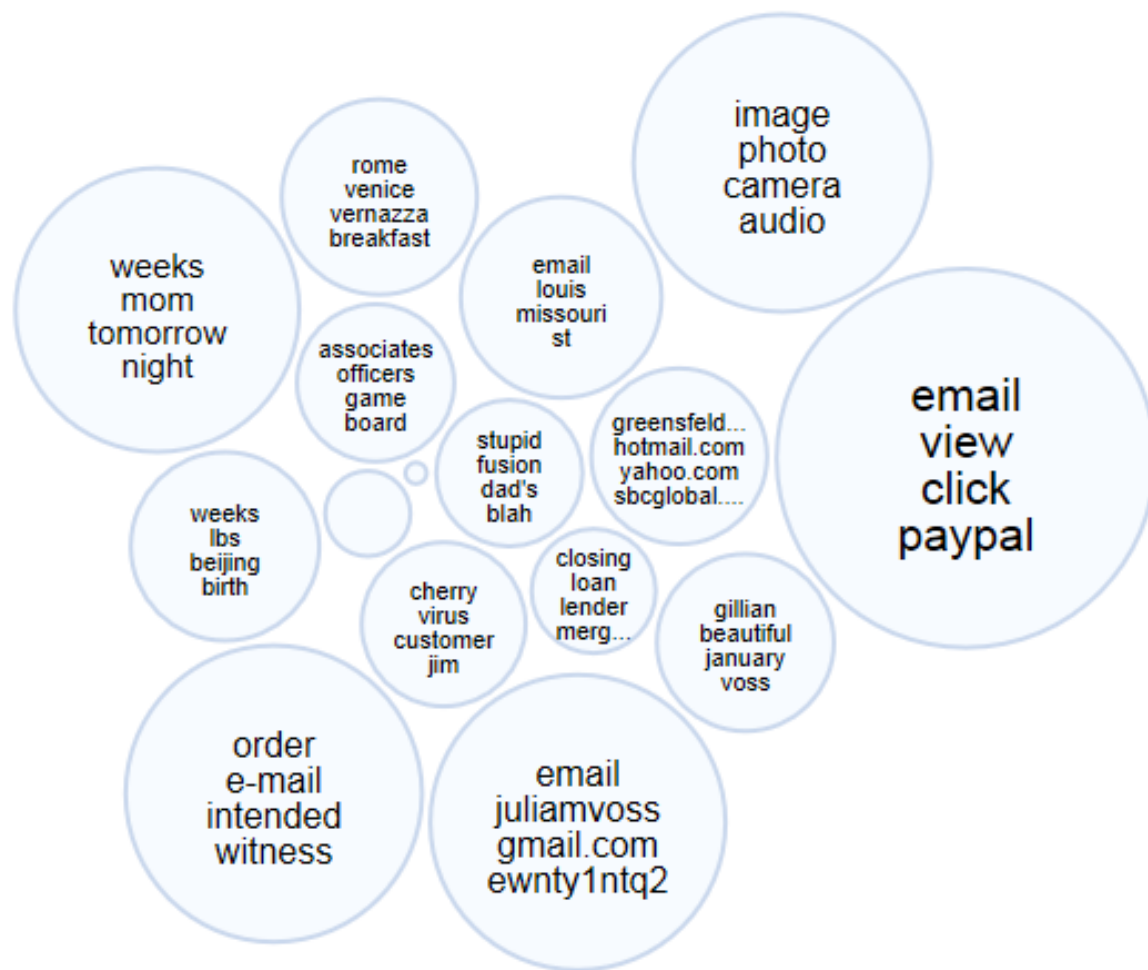 image
photo
camera
audio
rome
venice
vernazza
breakfast
weeks
mom
tomorrow
night
email
louis
missouri
st
associates
officers
game
board
email
view
click
paypal
greensfeld...
hotmail.com
yahoo.com
sbcglobal....
stupid
fusion
dad's
blah
weeks
lbs
beijing
birth
closing
loan
lender
merg...
cherry
virus
customer
jim
gillian
beautiful
january
voss
order
e-mail
intended
witness
email
juliamvoss
gmail.com
ewnty1ntq2